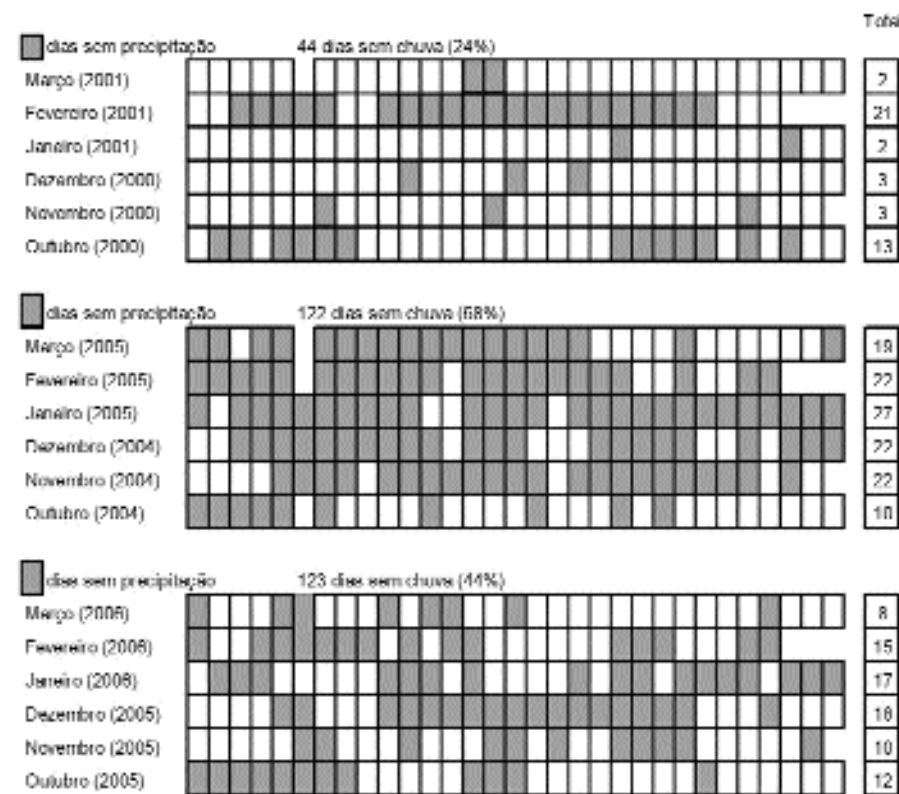 Total
dias sem precipitação 44 dias sem chuva (24%)
Março (2001) 2
Fevereiro (2001) 21
Janeiro (2001) 2
Dezembro (2000) 3
Novembro (2000) 3
Outubro (2000) 13
dias sem precipitação 122 dias sem chuva (68%)
Março (2005) 19
Fevereiro (2005) 22
Janeiro (2005) 27
Dezembro (2004) 22
Novembro (2004) 22
Outubro (2004) 10
dias sem precipitação 123 dias sem chuva (44%)
Março (2006) 8
Fevereiro (2006) 15
Janeiro (2006) 17
Dezembro (2005) 18
Novembro (2005) 10
Outubro (2005) 12